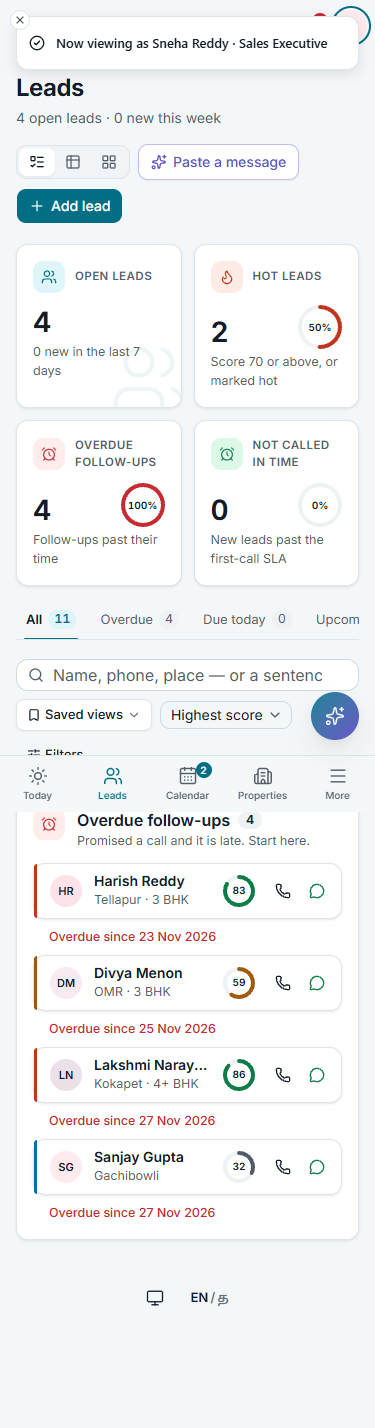 Now viewing as Sneha Reddy · Sales Executive
Leads
4 open leads · 0 new this week
Paste a message
+ Add lead
OPEN LEADS
4
0 new in the last 7
days
HOT LEADS
2
50%
Score 70 or above, or
marked hot
OVERDUE
FOLLOW-UPS
4
100%
Follow-ups past their
time
NOT CALLED
IN TIME
0
0%
New leads past the
first-call SLA
All 11 Overdue 4 Due today 0 Upcom
Name, phone, place — or a sentenc
Saved views Highest score
Filters
Today Leads 2 Calendar Properties More
Overdue follow-ups 4
Promised a call and it is late. Start here.
HR Harish Reddy 83
Tellapur · 3 BHK
Overdue since 23 Nov 2026
DM Divya Menon 59
OMR · 3 BHK
Overdue since 25 Nov 2026
LN Lakshmi Naray... 86
Kokapet · 4+ BHK
Overdue since 27 Nov 2026
SG Sanjay Gupta 32
Gachibowli
Overdue since 27 Nov 2026
EN / த